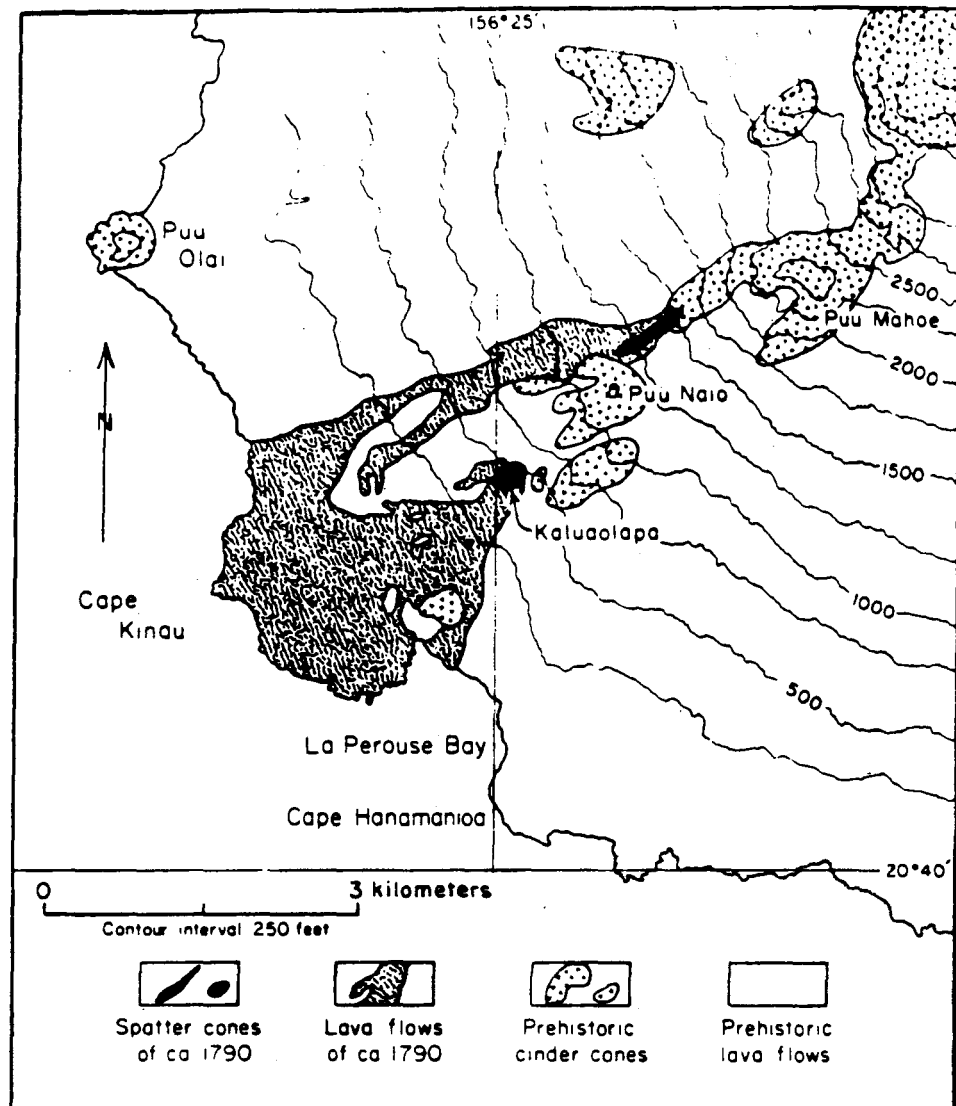 156°25'
Puu
Olai
2500
Puu Mahoe
2000
Puu Naio
N
1500
Kaluaolapa
Cape
Kinau
1000
500
La Perouse Bay
Cape Hanamanioa
20°40'
0 3 kilometers
Contour interval 250 feet
Spatter cones
of ca 1790
Lava flows
of ca 1790
Prehistoric
cinder cones
Prehistoric
lava flows